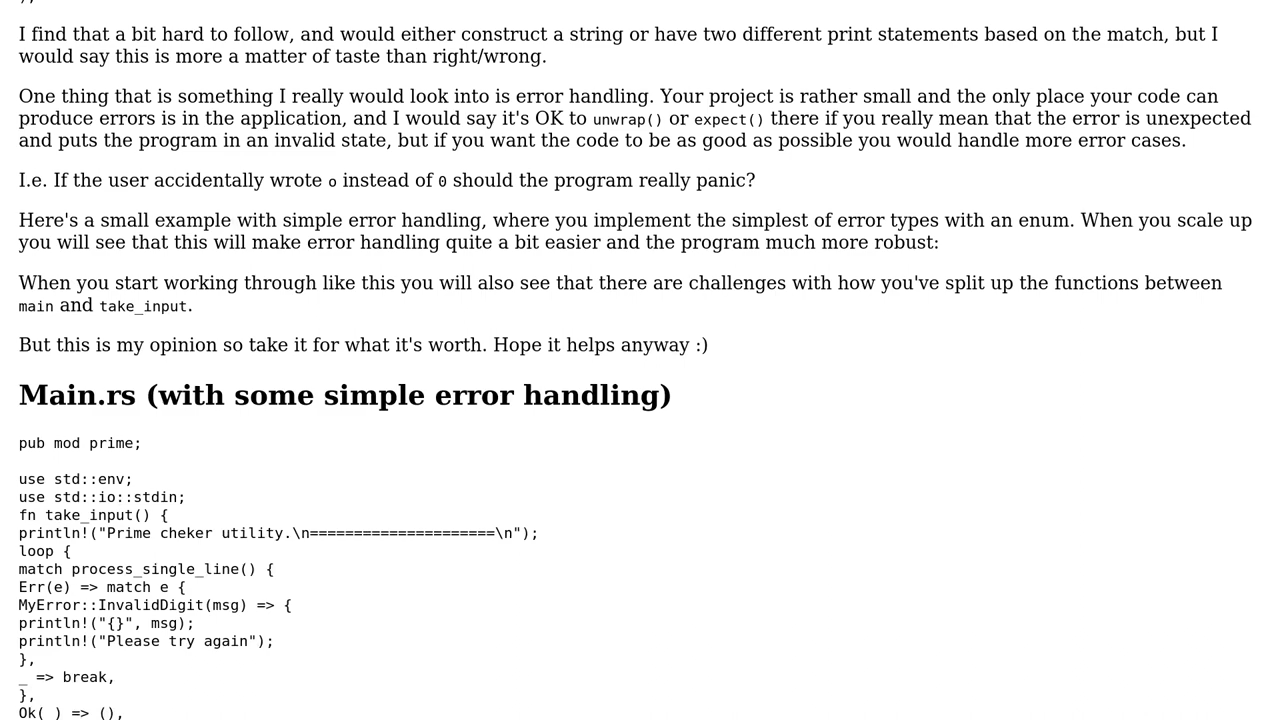 I find that a bit hard to follow, and would either construct a string or have two different print statements based on the match, but I
would say this is more a matter of taste than right/wrong.
One thing that is something I really would look into is error handling. Your project is rather small and the only place your code can
produce errors is in the application, and I would say it's OK to unwrap() or expect() there if you really mean that the error is unexpected
and puts the program in an invalid state, but if you want the code to be as good as possible you would handle more error cases.
I.e. If the user accidentally wrote o instead of 0 should the program really panic?
Here's a small example with simple error handling, where you implement the simplest of error types with an enum. When you scale up
you will see that this will make error handling quite a bit easier and the program much more robust:
When you start working through like this you will also see that there are challenges with how you've split up the functions between
main and take_input.
But this is my opinion so take it for what it's worth. Hope it helps anyway :)
Main.rs (with some simple error handling)
pub mod prime;
use std::env;
use std::io::stdin;
fn take_input() {
println!("Prime cheker utility.\n=====================\n");
loop {
match process_single_line() {
Err(e) => match e {
MyError::InvalidDigit(msg) => {
println!("{}", msg);
println!("Please try again");
},
_ => break,
},
Ok(_) => (),